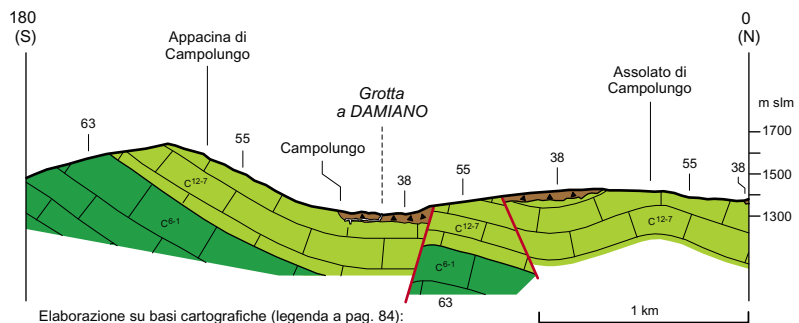 180
(S)
0
(N)
Appacina di
Campolungo
Grotta
a DAMIANO
Assolato di
Campolungo
m slm
63
55
Campolungo
38
55
38
55
38
1700
1500
1300
C12-7
C6-1
C12-7
C12-7
C6-1
63
Elaborazione su basi cartografiche (legenda a pag. 84):
1 km